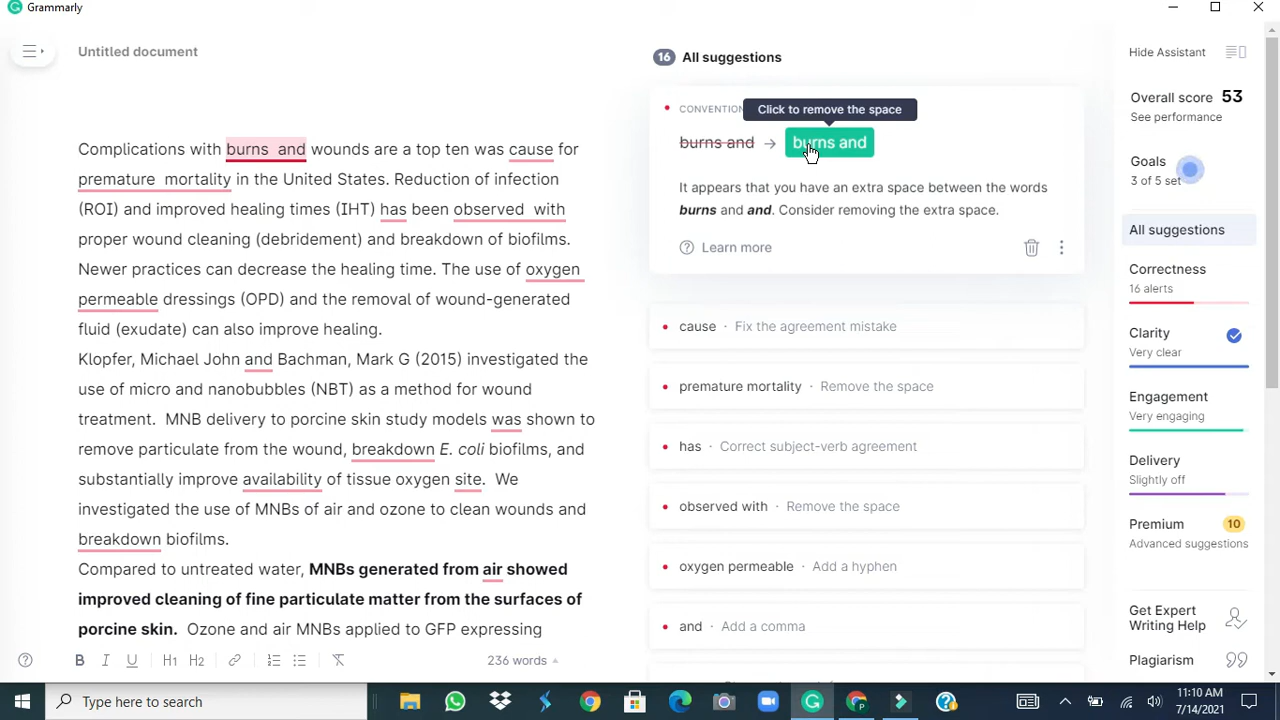 Grammarly
Untitled document
Complications with burns  and wounds are a top ten was cause for
premature  mortality in the United States. Reduction of infection
(ROI) and improved healing times (IHT) has been observed  with
proper wound cleaning (debridement) and breakdown of biofilms.
Newer practices can decrease the healing time. The use of oxygen
permeable dressings (OPD) and the removal of wound-generated
fluid (exudate) can also improve healing.
Klopfer, Michael John and Bachman, Mark G (2015) investigated the
use of micro and nanobubbles (NBT) as a method for wound
treatment.  MNB delivery to porcine skin study models was shown to
remove particulate from the wound, breakdown E. coli biofilms, and
substantially improve availability of tissue oxygen site.  We
investigated the use of MNBs of air and ozone to clean wounds and
breakdown biofilms.
Compared to untreated water, MNBs generated from air showed
improved cleaning of fine particulate matter from the surfaces of
porcine skin.  Ozone and air MNBs applied to GFP expressing
B I U H1 H2
236 words
16 All suggestions
CONVENTION
Click to remove the space
burns and → burns and
It appears that you have an extra space between the words
burns and and. Consider removing the extra space.
Learn more
cause · Fix the agreement mistake
premature mortality · Remove the space
has · Correct subject-verb agreement
observed with · Remove the space
oxygen permeable · Add a hyphen
and · Add a comma
Hide Assistant
Overall score 53
See performance
Goals
3 of 5 set
All suggestions
Correctness
16 alerts
Clarity
Very clear
Engagement
Very engaging
Delivery
Slightly off
Premium 10
Advanced suggestions
Get Expert
Writing Help
Plagiarism
Type here to search
11:10 AM
7/14/2021